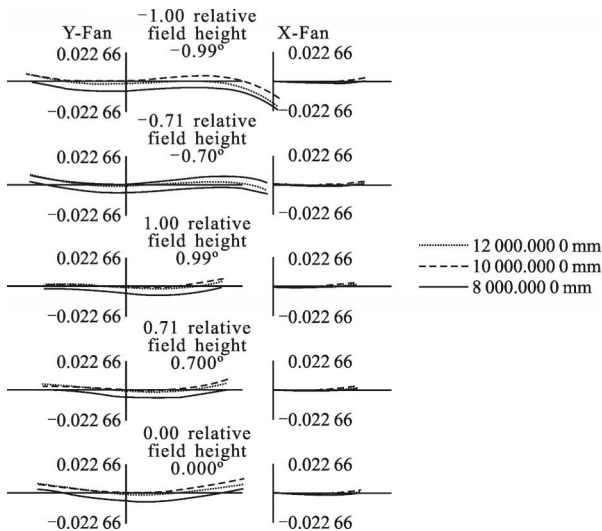 −1.00 relative
Y-Fan field height X-Fan
0.022 66 −0.99° 0.022 66
−0.022 66 −0.022 66
−0.71 relative
field height
0.022 66 −0.70° 0.022 66
−0.022 66 −0.022 66
1.00 relative
field height
0.022 66 0.99° 0.022 66
−0.022 66 −0.022 66
0.71 relative
field height
0.022 66 0.700° 0.022 66
−0.022 66 −0.022 66
0.00 relative
field height
0.022 66 0.000° 0.022 66
−0.022 66 −0.022 66
12 000.000 0 mm
10 000.000 0 mm
8 000.000 0 mm